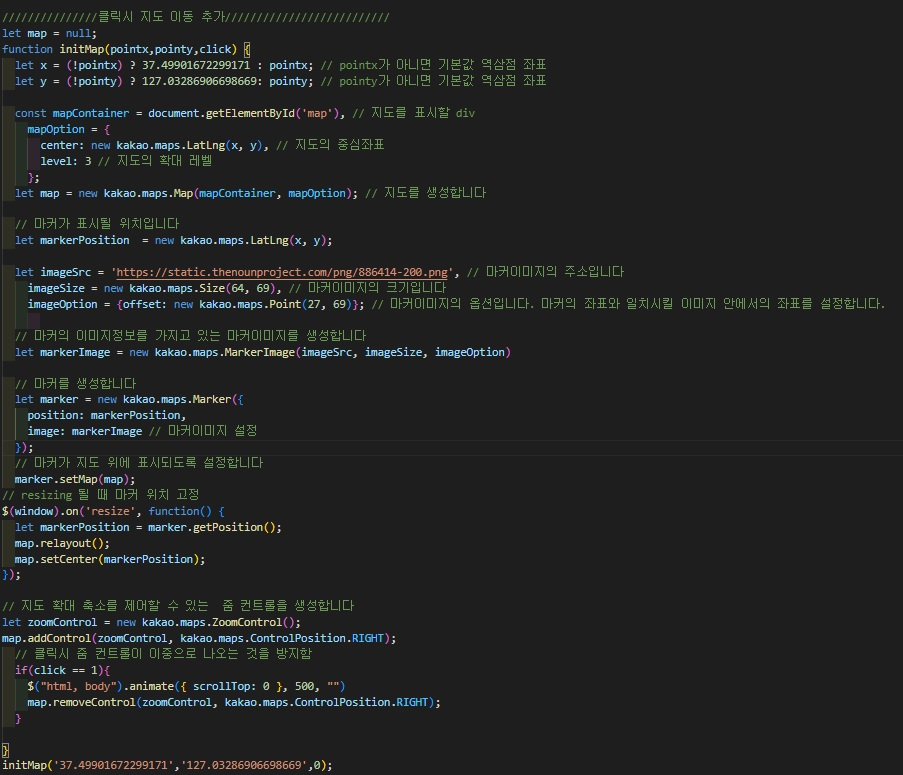 ///////////////클릭시 지도 이동 추가//////////////////////////
let map = null;
function initMap(pointx,pointy,click) {
let x = (!pointx) ? 37.49901672299171 : pointx; // pointx가 아니면 기본값 역삼점 좌표
let y = (!pointy) ? 127.03286906698669: pointy; // pointy가 아니면 기본값 역삼점 좌표
const mapContainer = document.getElementById('map'), // 지도를 표시할 div
mapOption = {
center: new kakao.maps.LatLng(x, y), // 지도의 중심좌표
level: 3 // 지도의 확대 레벨
};
let map = new kakao.maps.Map(mapContainer, mapOption); // 지도를 생성합니다
// 마커가 표시될 위치입니다
let markerPosition  = new kakao.maps.LatLng(x, y);
let imageSrc = 'https://static.thenounproject.com/png/886414-200.png', // 마커이미지의 주소입니다
imageSize = new kakao.maps.Size(64, 69), // 마커이미지의 크기입니다
imageOption = {offset: new kakao.maps.Point(27, 69)}; // 마커이미지의 옵션입니다. 마커의 좌표와 일치시킬 이미지 안에서의 좌표를 설정합니다.
// 마커의 이미지정보를 가지고 있는 마커이미지를 생성합니다
let markerImage = new kakao.maps.MarkerImage(imageSrc, imageSize, imageOption)
// 마커를 생성합니다
let marker = new kakao.maps.Marker({
position: markerPosition,
image: markerImage // 마커이미지 설정
});
// 마커가 지도 위에 표시되도록 설정합니다
marker.setMap(map);
// resizing 될 때 마커 위치 고정
$(window).on('resize', function() {
let markerPosition = marker.getPosition();
map.relayout();
map.setCenter(markerPosition);
});
// 지도 확대 축소를 제어할 수 있는  줌 컨트롤을 생성합니다
let zoomControl = new kakao.maps.ZoomControl();
map.addControl(zoomControl, kakao.maps.ControlPosition.RIGHT);
// 클릭시 줌 컨트롤이 이중으로 나오는 것을 방지함
if(click == 1){
$("html, body").animate({ scrollTop: 0 }, 500, "")
map.removeControl(zoomControl, kakao.maps.ControlPosition.RIGHT);
}
}
initMap('37.49901672299171','127.03286906698669',0);